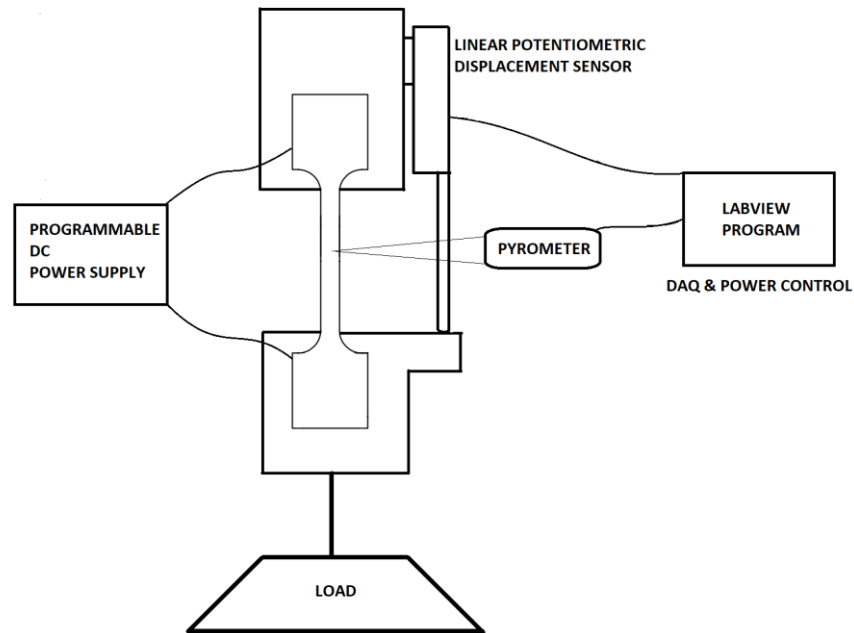 LINEAR POTENTIOMETRIC
DISPLACEMENT SENSOR
PROGRAMMABLE
DC
POWER SUPPLY
PYROMETER
LABVIEW
PROGRAM
DAQ & POWER CONTROL
LOAD